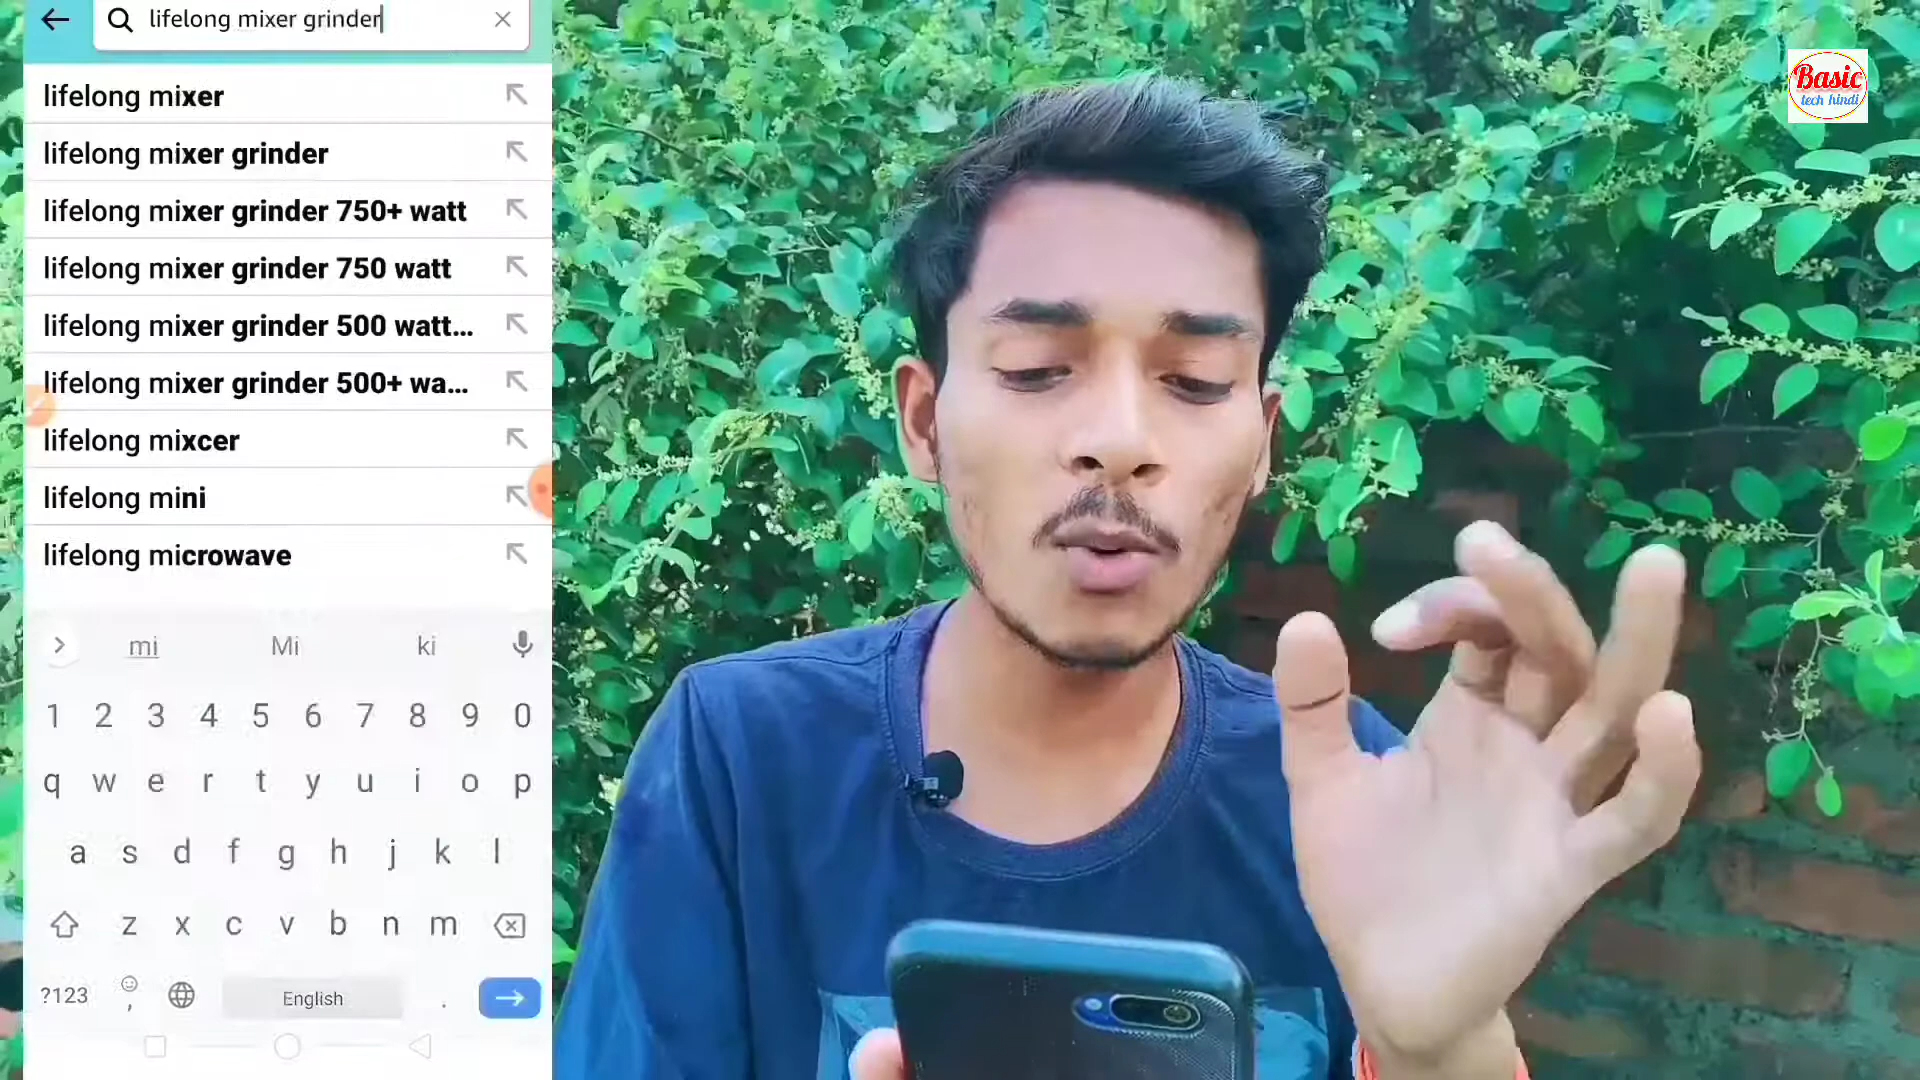 lifelong mixer grinder
lifelong mixer
lifelong mixer grinder
lifelong mixer grinder 750+ watt
lifelong mixer grinder 750 watt
lifelong mixer grinder 500 watt...
lifelong mixer grinder 500+ wa...
lifelong mixcer
lifelong mini
lifelong microwave
mi Mi ki
1 2 3 4 5 6 7 8 9 0
q w e r t y u i o p
a s d f g h j k l
z x c v b n m
?123 , English .
Basic
tech hindi